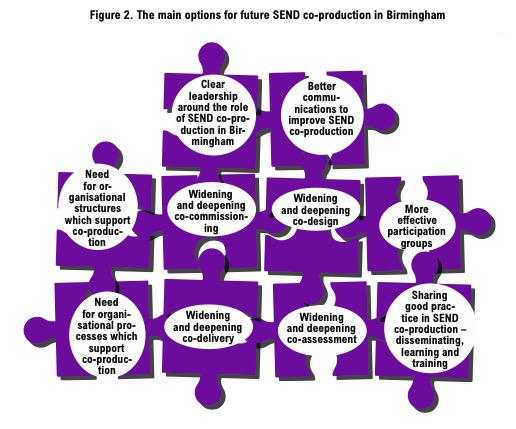 Figure 2. The main options for future SEND co-production in Birmingham
Clear
leadership
around the role
of SEND co-pro-
duction in Bir-
mingham
Better
commu-
nications to
improve SEND
co-production
Need
for or-
ganisational
structures
which support
co-produc-
tion
Widening
and deepening
co-commission-
ing
Widening
and deepening
co-design
More
effective
participation
groups
Need
for organi-
sational pro-
cesses which
support
co-produc-
tion
Widening
and deepening
co-delivery
Widening
and deepening
co-assessment
Sharing
good prac-
tice in SEND
co-production –
disseminating,
learning and
training